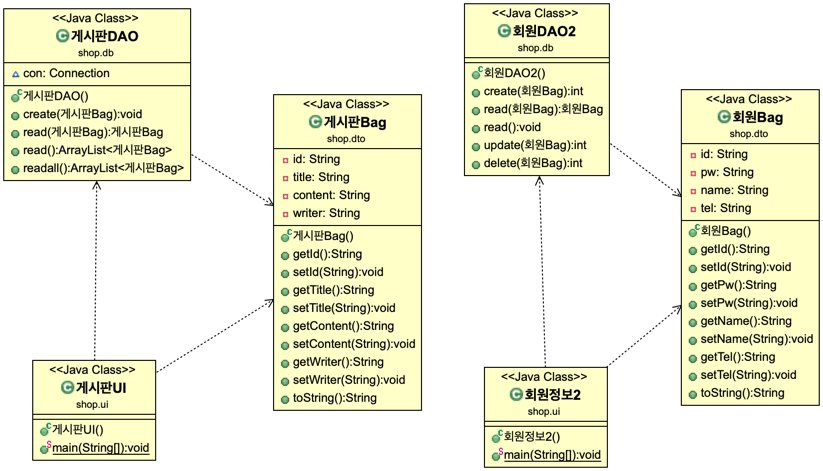 <<Java Class>>
게시판DAO
shop.db
con: Connection
게시판DAO()
create(게시판Bag):void
read(게시판Bag):게시판Bag
read():ArrayList<게시판Bag>
readall():ArrayList<게시판Bag>
<<Java Class>>
게시판Bag
shop.dto
id: String
title: String
content: String
writer: String
게시판Bag()
getId():String
setId(String):void
getTitle():String
setTitle(String):void
getContent():String
setContent(String):void
getWriter():String
setWriter(String):void
toString():String
<<Java Class>>
게시판UI
shop.ui
게시판UI()
main(String[]):void
<<Java Class>>
회원DAO2
shop.db
회원DAO2()
create(회원Bag):int
read(회원Bag):회원Bag
read():void
update(회원Bag):int
delete(회원Bag):int
<<Java Class>>
회원Bag
shop.dto
id: String
pw: String
name: String
tel: String
회원Bag()
getId():String
setId(String):void
getPw():String
setPw(String):void
getName():String
setName(String):void
getTel():String
setTel(String):void
toString():String
<<Java Class>>
회원정보2
shop.ui
회원정보2()
main(String[]):void